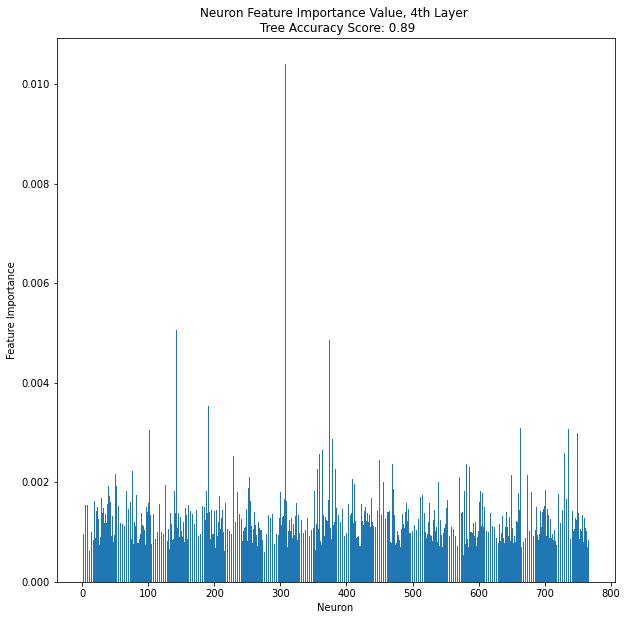 Neuron Feature Importance Value, 4th Layer
Tree Accuracy Score: 0.89
0.010
0.008
0.006
0.004
0.002
0.000
Feature Importance
0 100 200 300 400 500 600 700 800
Neuron